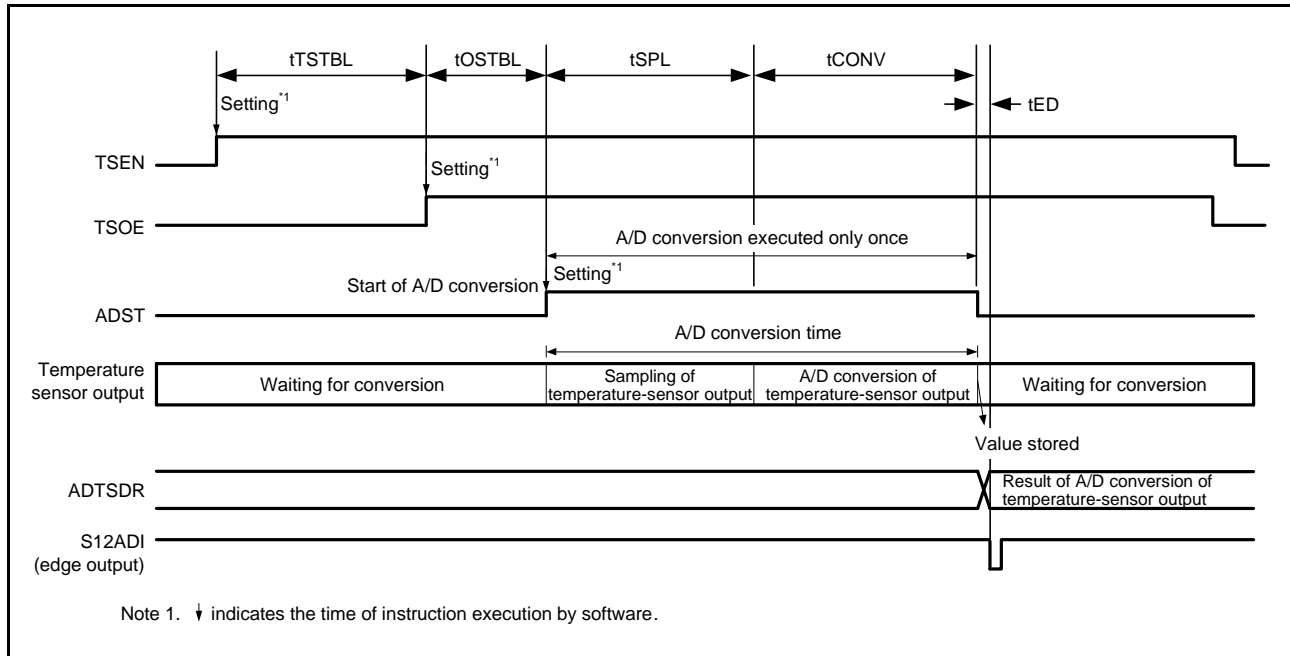 tTSTBL tOSTBL tSPL tCONV
tED
Setting*1
TSEN
Setting*1
TSOE
A/D conversion executed only once
Setting*1
Start of A/D conversion
ADST
A/D conversion time
Temperature
sensor output
Waiting for conversion
Sampling of
temperature-sensor output
A/D conversion of
temperature-sensor output
Waiting for conversion
Value stored
ADTSDR
Result of A/D conversion of
temperature-sensor output
S12ADI
(edge output)
Note 1. indicates the time of instruction execution by software.